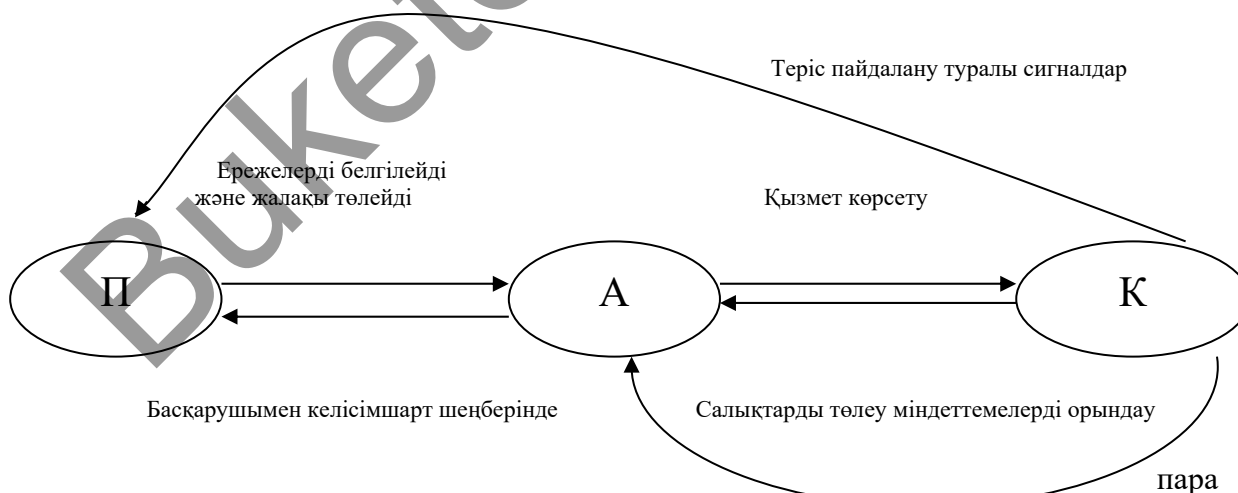 Buket
Теріс пайдалану туралы сигналдар
Ережелерді белгілейді
және жалақы төлейді
Қызмет көрсету
П
А
К
Басқарушымен келісімшарт шеңберінде
Салықтарды төлеу міндеттемелерді орындау
пара